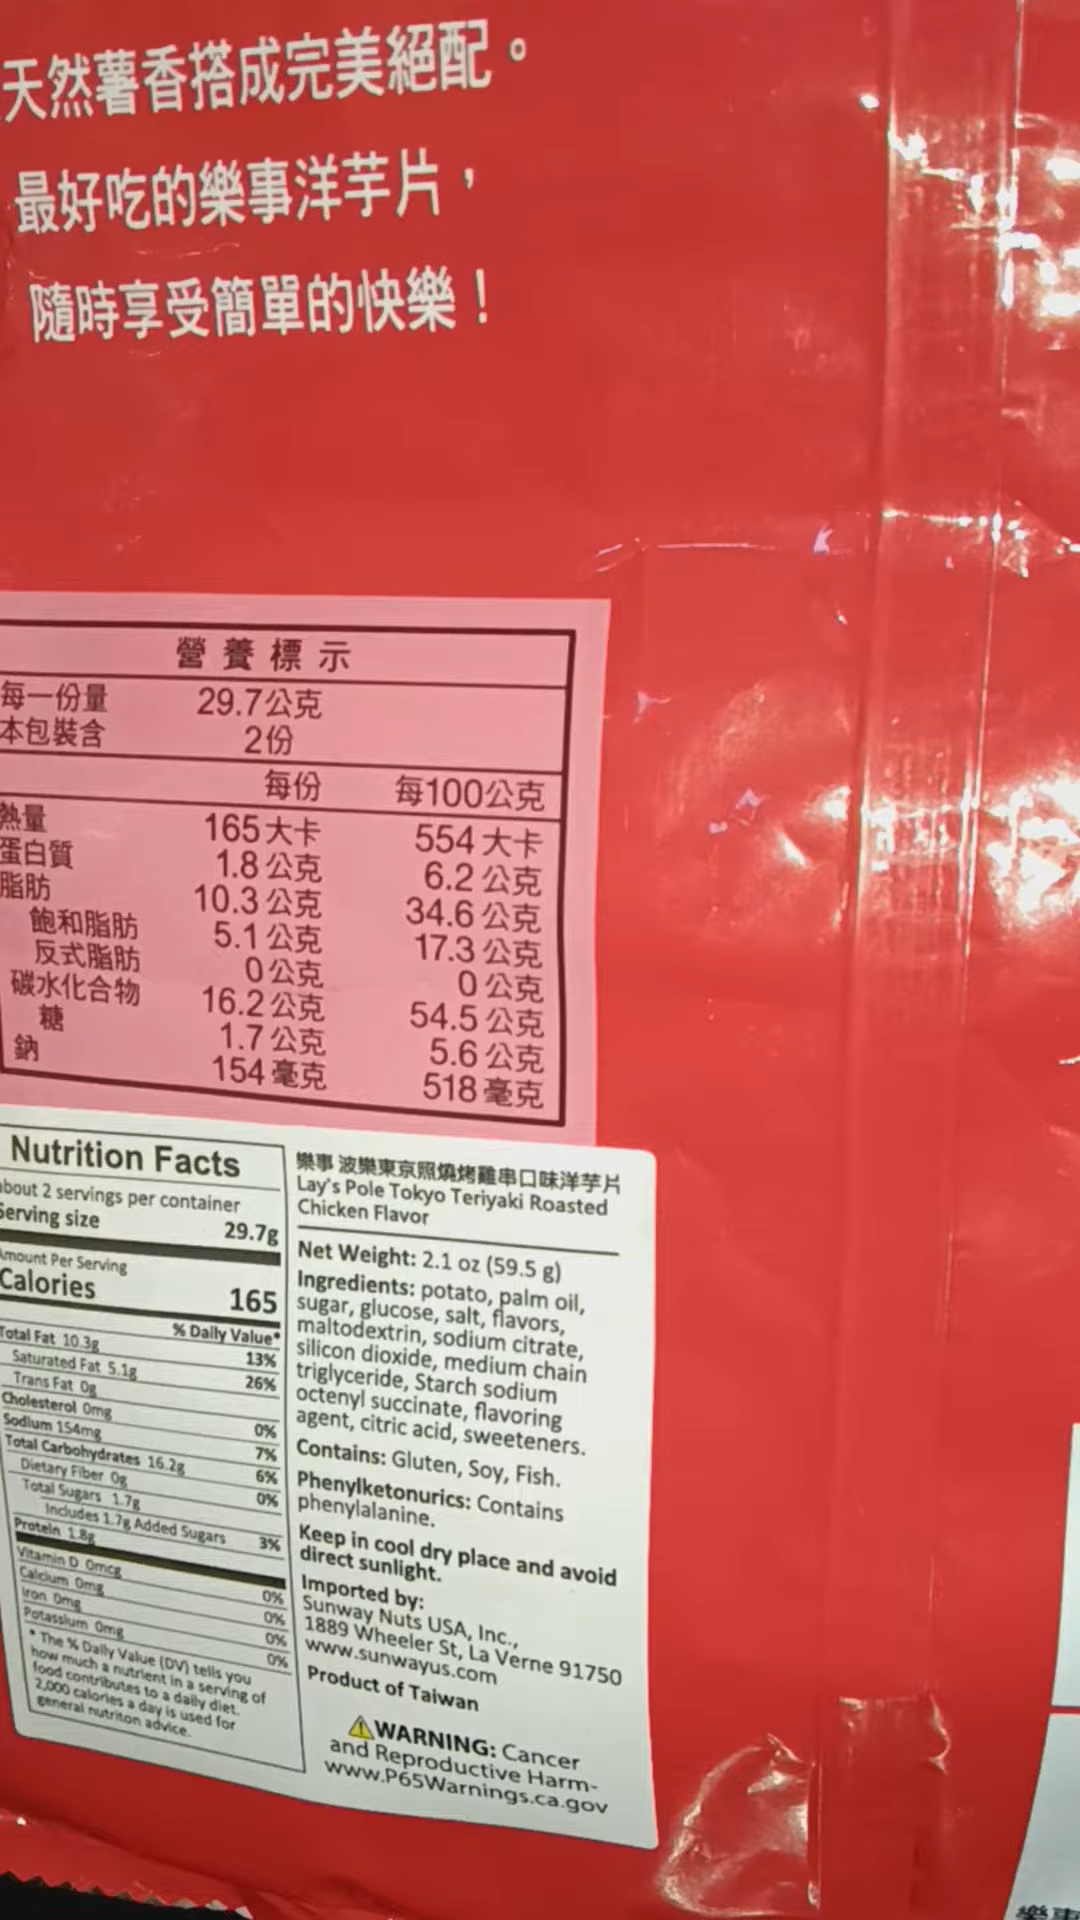 天然薯香搭成完美絕配。
最好吃的樂事洋芋片，
隨時享受簡單的快樂！
營養標示
每一份量 29.7公克
本包裝含 2份
每份 每100公克
熱量 165大卡 554大卡
蛋白質 1.8公克 6.2公克
脂肪 10.3公克 34.6公克
飽和脂肪 5.1公克 17.3公克
反式脂肪 0公克 0公克
碳水化合物 16.2公克 54.5公克
糖 1.7公克 5.6公克
鈉 154毫克 518毫克
Nutrition Facts
about 2 servings per container
Serving size 29.7g
Amount Per Serving
Calories 165
% Daily Value*
Total Fat 10.3g 13%
Saturated Fat 5.1g 26%
Trans Fat 0g
Cholesterol 0mg 0%
Sodium 154mg 7%
Total Carbohydrates 16.2g 6%
Dietary Fiber 0g 0%
Total Sugars 1.7g
Includes 1.7g Added Sugars 3%
Protein 1.8g
Vitamin D 0mcg 0%
Calcium 0mg 0%
Iron 0mg 0%
Potassium 0mg 0%
* The % Daily Value (DV) tells you
how much a nutrient in a serving of
food contributes to a daily diet.
2,000 calories a day is used for
general nutriton advice.
樂事 波樂東京照燒烤雞串口味洋芋片
Lay's Pole Tokyo Teriyaki Roasted
Chicken Flavor
Net Weight: 2.1 oz (59.5 g)
Ingredients: potato, palm oil,
sugar, glucose, salt, flavors,
maltodextrin, sodium citrate,
silicon dioxide, medium chain
triglyceride, Starch sodium
octenyl succinate, flavoring
agent, citric acid, sweeteners.
Contains: Gluten, Soy, Fish.
Phenylketonurics: Contains
phenylalanine.
Keep in cool dry place and avoid
direct sunlight.
Imported by:
Sunway Nuts USA, Inc.,
1889 Wheeler St, La Verne 91750
www.sunwayus.com
Product of Taiwan
WARNING: Cancer
and Reproductive Harm-
www.P65Warnings.ca.gov
樂事